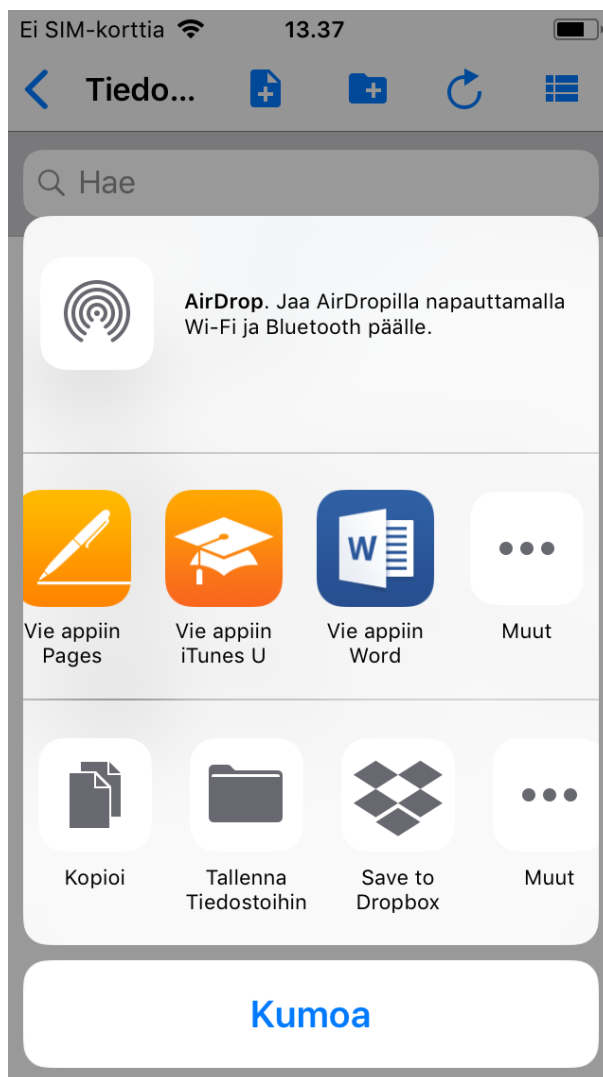 Ei SIM-korttia 13.37
Tiedo...
Hae
AirDrop. Jaa AirDropilla napauttamalla
Wi-Fi ja Bluetooth päälle.
W
Vie appiin
Pages
Vie appiin
iTunes U
Vie appiin
Word
Muut
Kopioi
Tallenna
Tiedostoihin
Save to
Dropbox
Muut
Kumoa